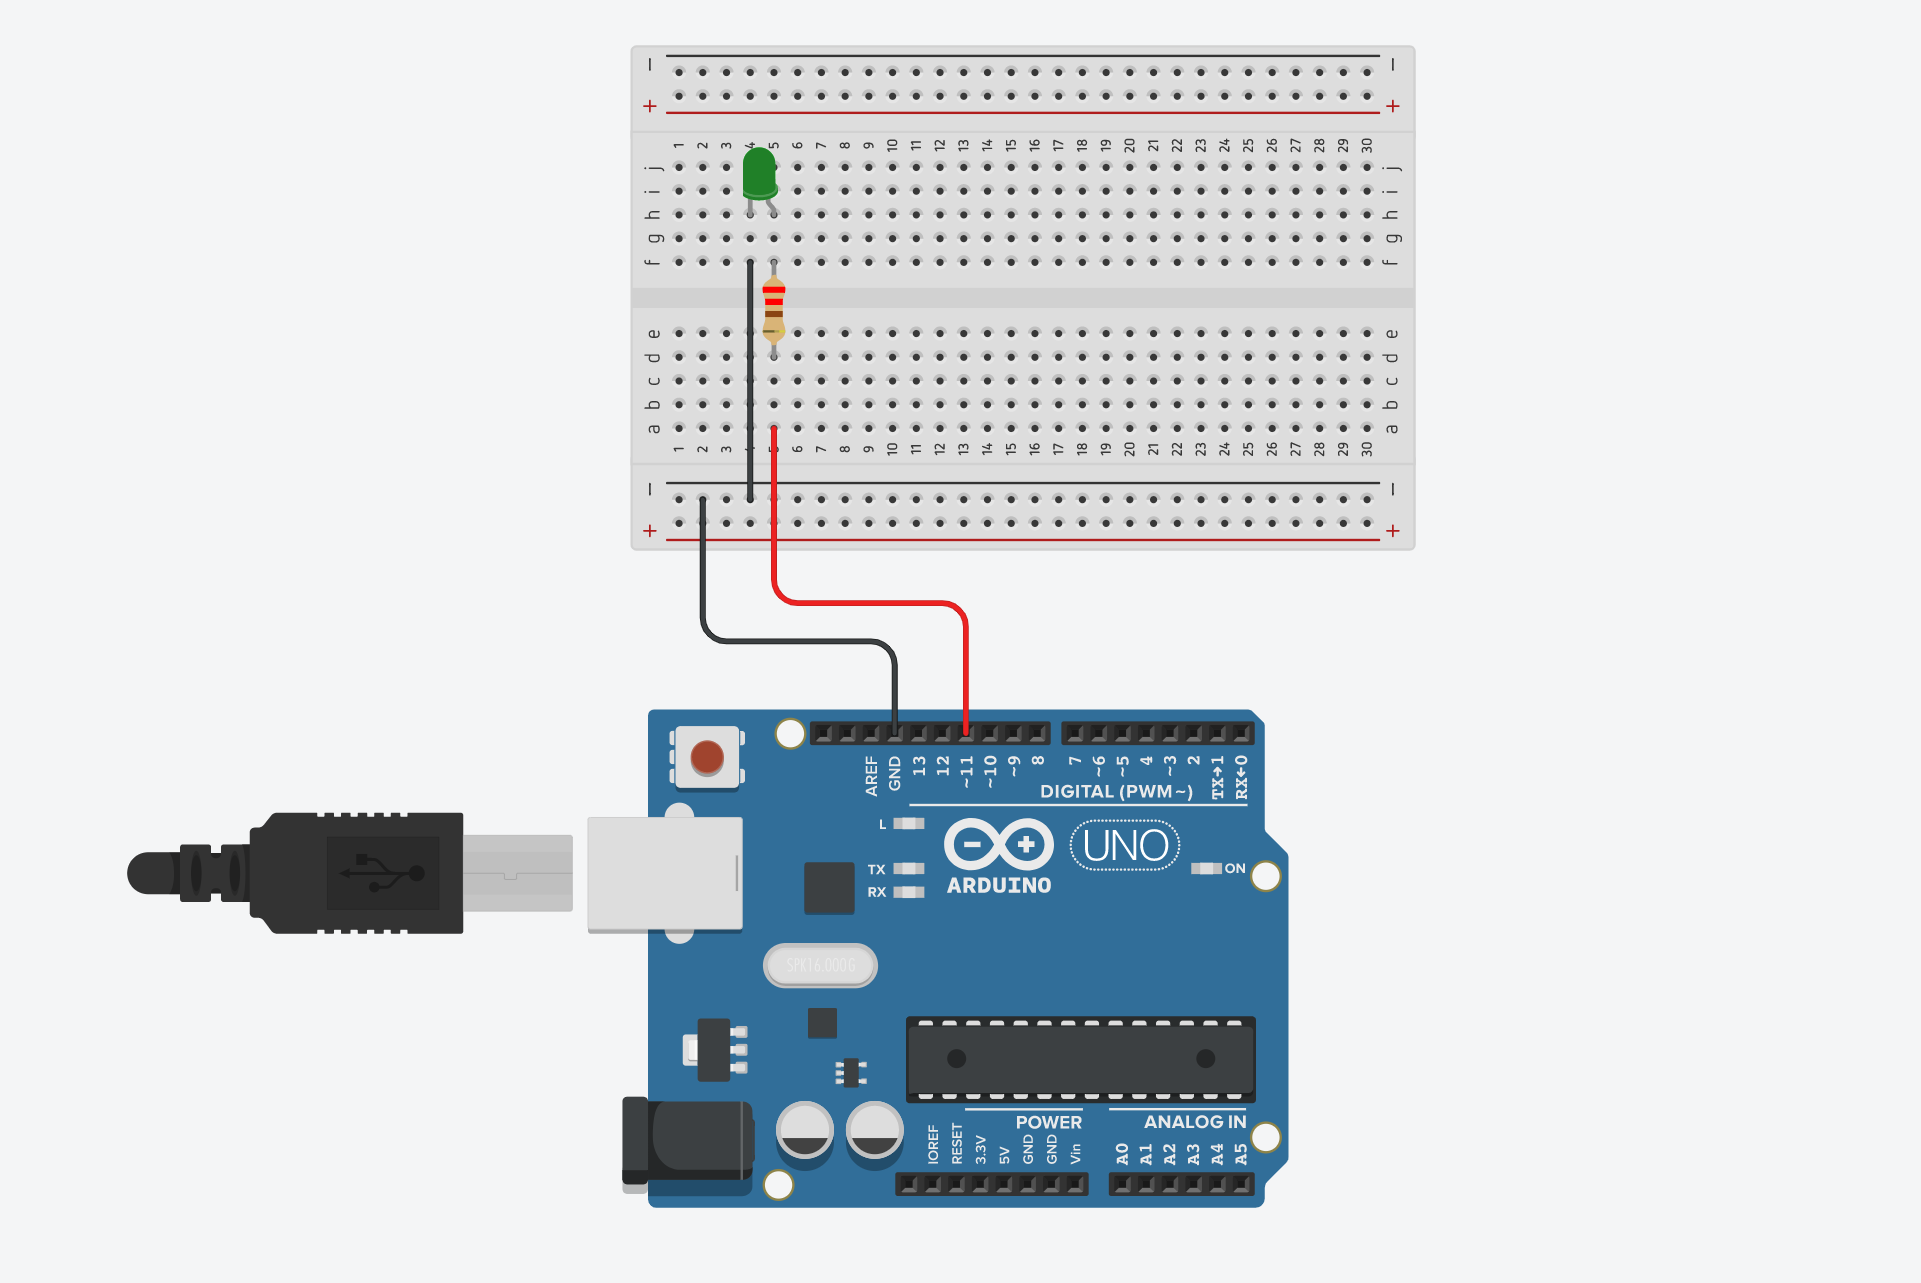 − −
+ +
1 2 3 4 5 6 7 8 9 10 11 12 13 14 15 16 17 18 19 20 21 22 23 24 25 26 27 28 29 30
j j
i i
h h
g g
f f
e e
d d
c c
b b
a a
1 2 3 6 7 8 9 10 11 12 13 14 15 16 17 18 19 20 21 22 23 24 25 26 27 28 29 30
− −
+ +
AREF GND 13 12 ~11 ~10 ~9 8 7 ~6 ~5 4 ~3 2 TX→1 RX←0
DIGITAL (PWM ~)
L
UNO
TX
ON
RX
ARDUINO
SPK16.000G
POWER ANALOG IN
IOREF RESET 3.3V 5V GND GND Vin A0 A1 A2 A3 A4 A5